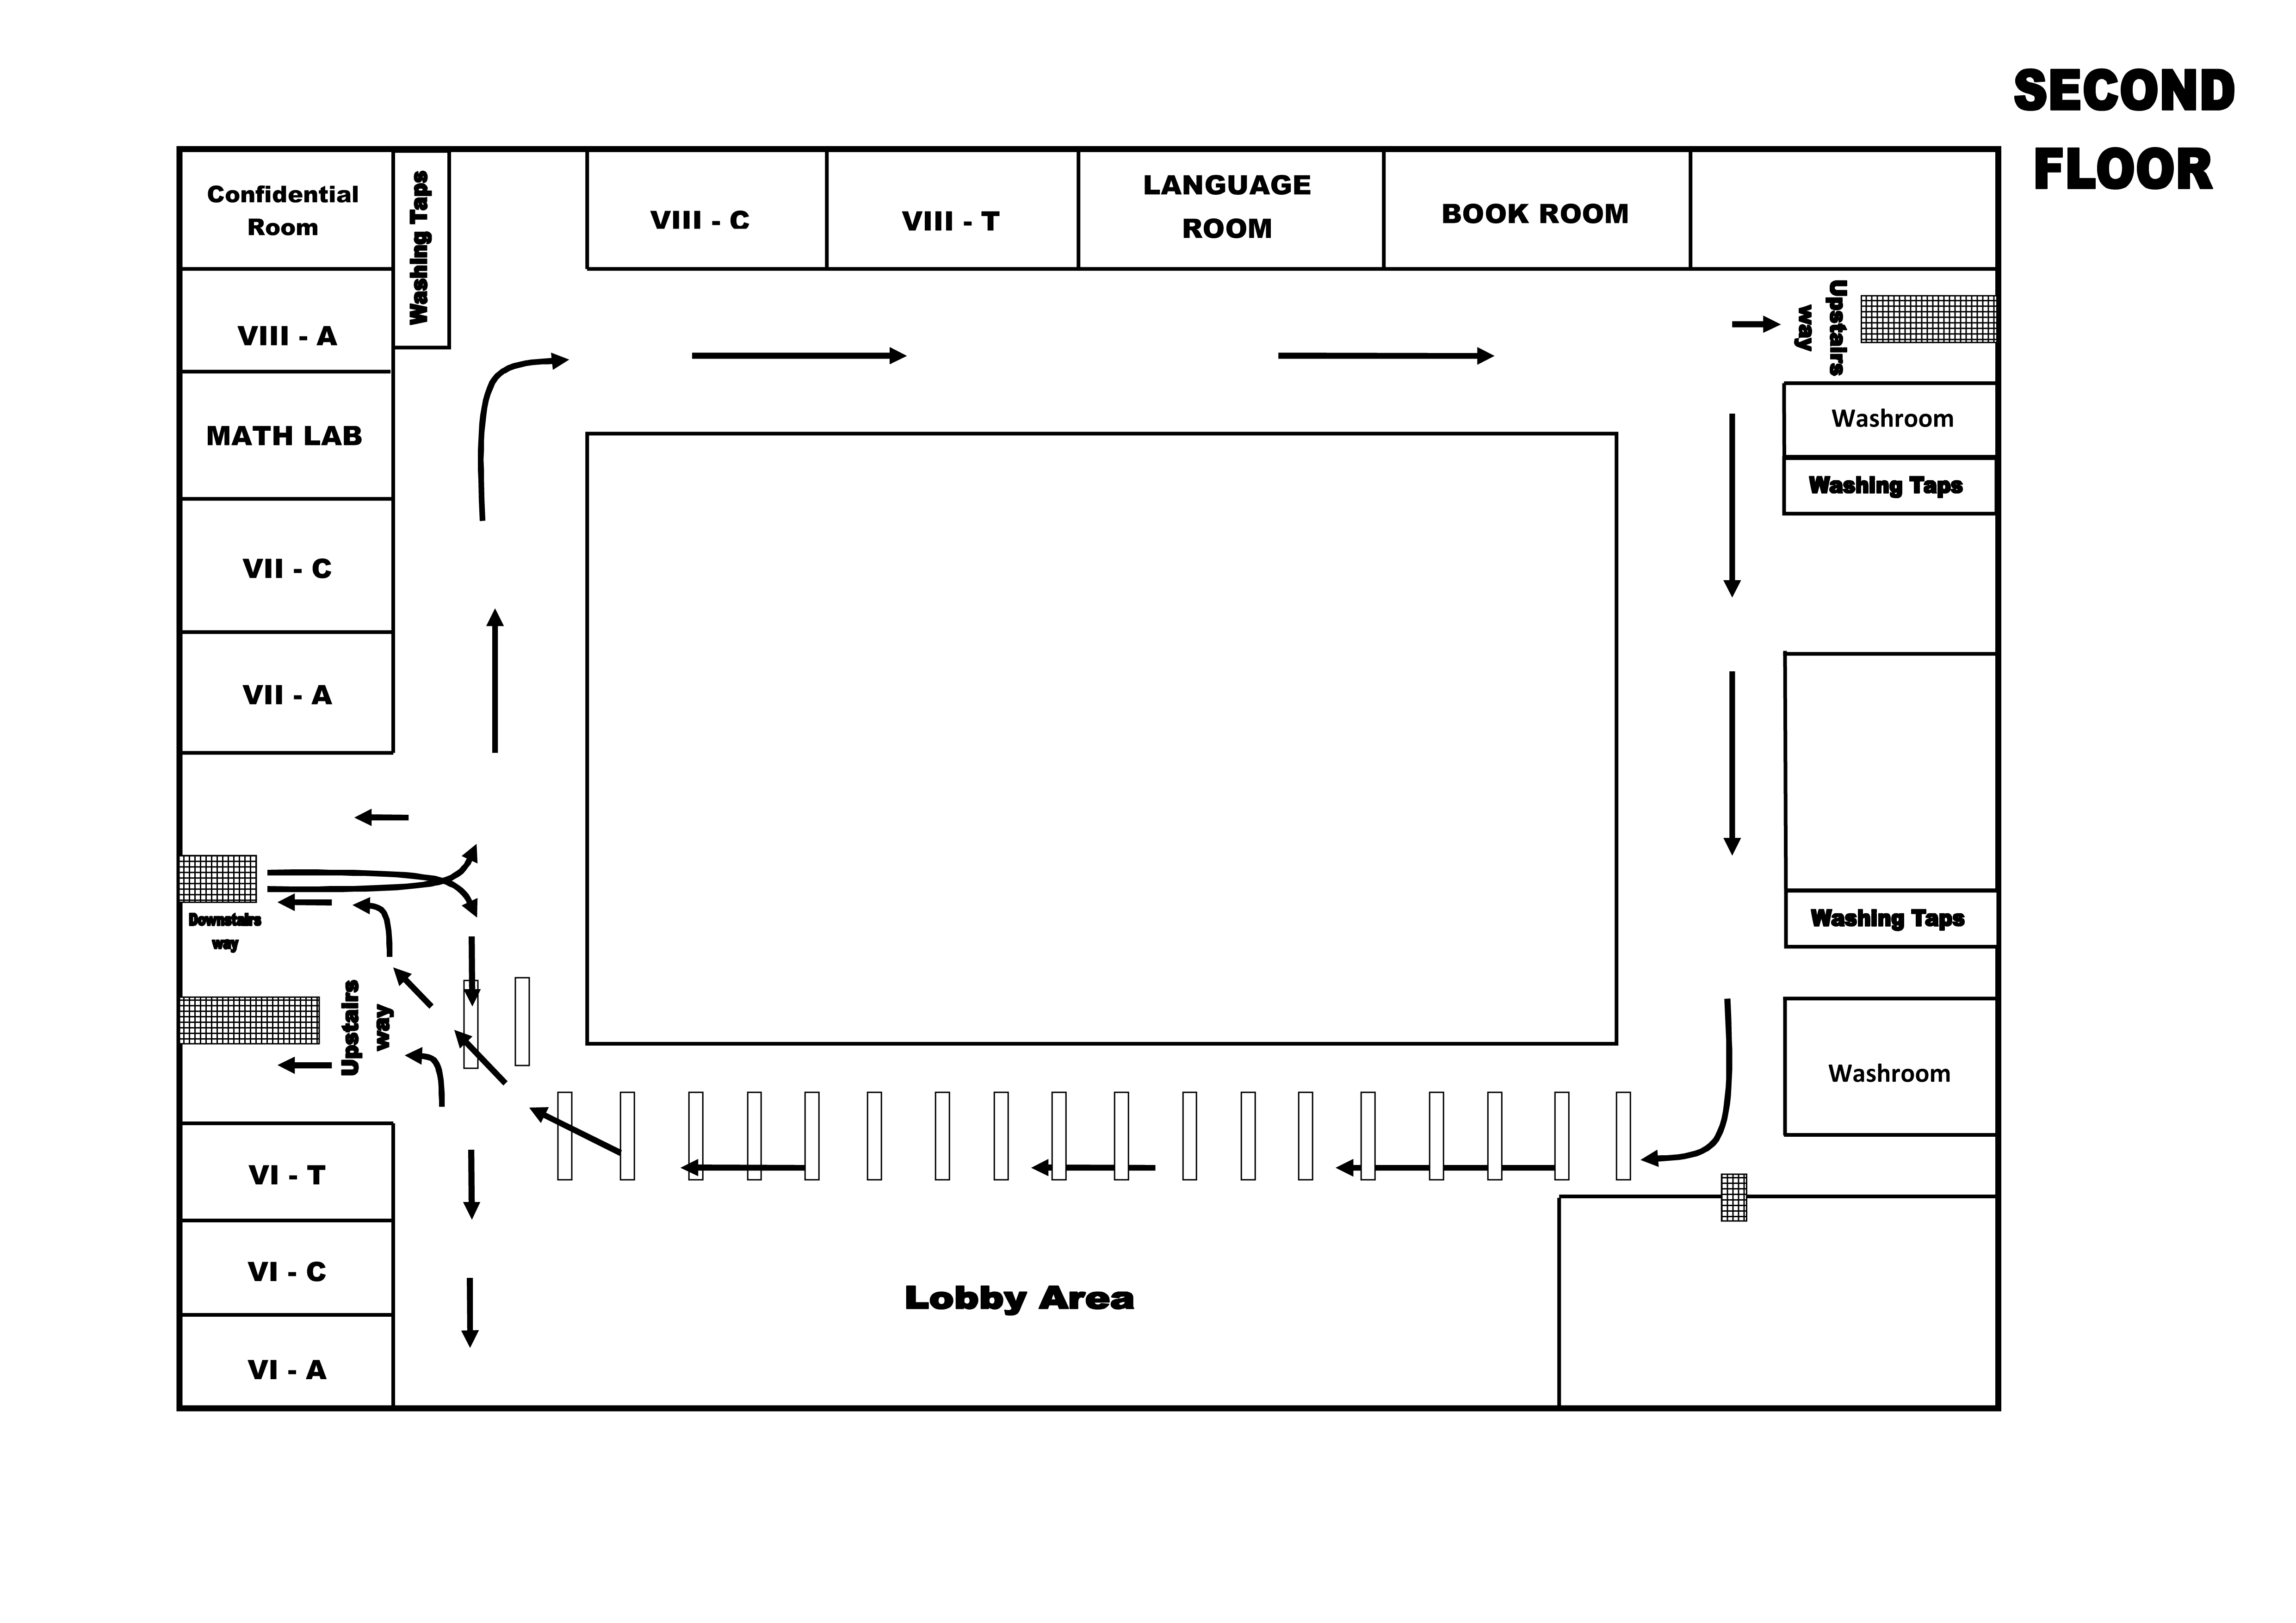 SECOND
FLOOR
Confidential
Room
Washing Taps
VIII - C
VIII - T
LANGUAGE
ROOM
BOOK ROOM
VIII - A
Upstairs
way
MATH LAB
Washroom
Washing Taps
VII - C
VII - A
Downstairs
way
Washing Taps
Upstairs
way
Washroom
VI - T
VI - C
Lobby Area
VI - A